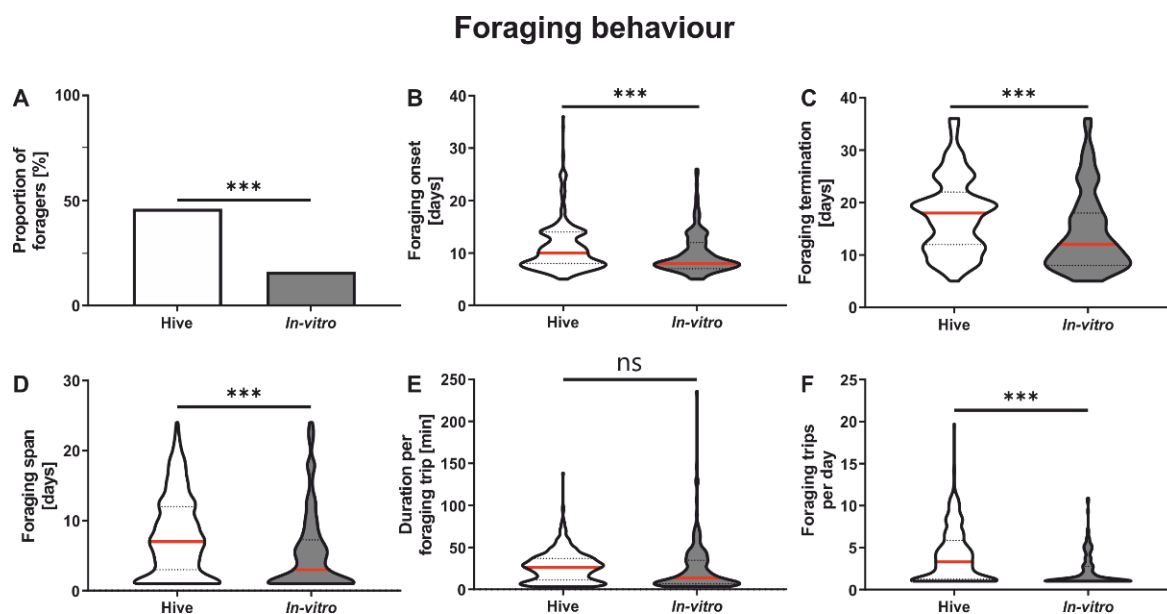 Foraging behaviour
A
Proportion of
foragers [%]
100
50
0
***
Hive
In-vitro
B
Foraging onset
[days]
40
30
20
10
0
***
Hive
In-vitro
C
Foraging termination
[days]
40
30
20
10
0
***
Hive
In-vitro
D
Foraging span
[days]
30
20
10
0
***
Hive
In-vitro
E
Duration per
foraging trip [min]
250
200
150
100
50
0
ns
Hive
In-vitro
F
Foraging trips
per day
25
20
15
10
5
0
***
Hive
In-vitro